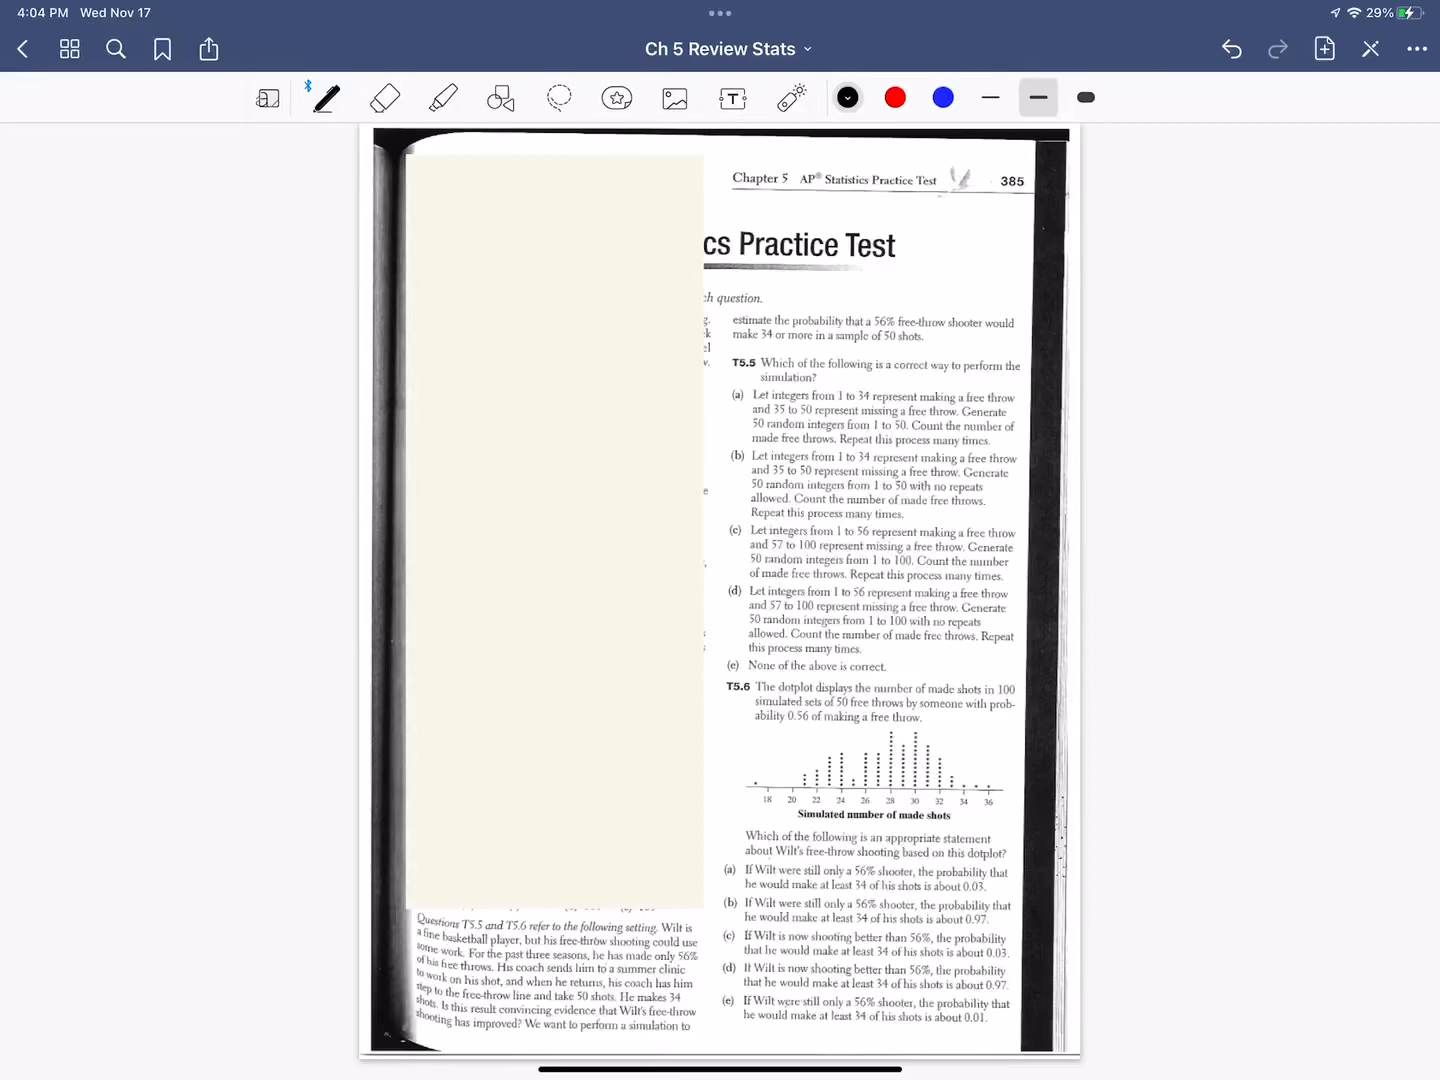 4:04 PM Wed Nov 17
29%
Ch 5 Review Stats
T
Chapter 5 AP® Statistics Practice Test 385
cs Practice Test
ch question.
g.
k
el
v.
e
estimate the probability that a 56% free-throw shooter would
make 34 or more in a sample of 50 shots.
T5.5 Which of the following is a correct way to perform the
simulation?
(a) Let integers from 1 to 34 represent making a free throw
and 35 to 50 represent missing a free throw. Generate
50 random integers from 1 to 50. Count the number of
made free throws. Repeat this process many times.
(b) Let integers from 1 to 34 represent making a free throw
and 35 to 50 represent missing a free throw. Generate
50 random integers from 1 to 50 with no repeats
allowed. Count the number of made free throws.
Repeat this process many times.
(c) Let integers from 1 to 56 represent making a free throw
and 57 to 100 represent missing a free throw. Generate
50 random integers from 1 to 100. Count the number
of made free throws. Repeat this process many times.
(d) Let integers from 1 to 56 represent making a free throw
and 57 to 100 represent missing a free throw. Generate
50 random integers from 1 to 100 with no repeats
allowed. Count the number of made free throws. Repeat
this process many times.
(e) None of the above is correct.
T5.6 The dotplot displays the number of made shots in 100
simulated sets of 50 free throws by someone with prob-
ability 0.56 of making a free throw.
18 20 22 24 26 28 30 32 34 36
Simulated number of made shots
Which of the following is an appropriate statement
about Wilt's free-throw shooting based on this dotplot?
(a) If Wilt were still only a 56% shooter, the probability that
he would make at least 34 of his shots is about 0.03.
(b) If Wilt were still only a 56% shooter, the probability that
he would make at least 34 of his shots is about 0.97.
(c) If Wilt is now shooting better than 56%, the probability
that he would make at least 34 of his shots is about 0.03.
(d) If Wilt is now shooting better than 56%, the probability
that he would make at least 34 of his shots is about 0.97.
(e) If Wilt were still only a 56% shooter, the probability that
he would make at least 34 of his shots is about 0.01.
Questions T5.5 and T5.6 refer to the following setting. Wilt is
a fine basketball player, but his free-throw shooting could use
some work. For the past three seasons, he has made only 56%
of his free throws. His coach sends him to a summer clinic
to work on his shot, and when he returns, his coach has him
step to the free-throw line and take 50 shots. He makes 34
shots. Is this result convincing evidence that Wilt's free-throw
shooting has improved? We want to perform a simulation to